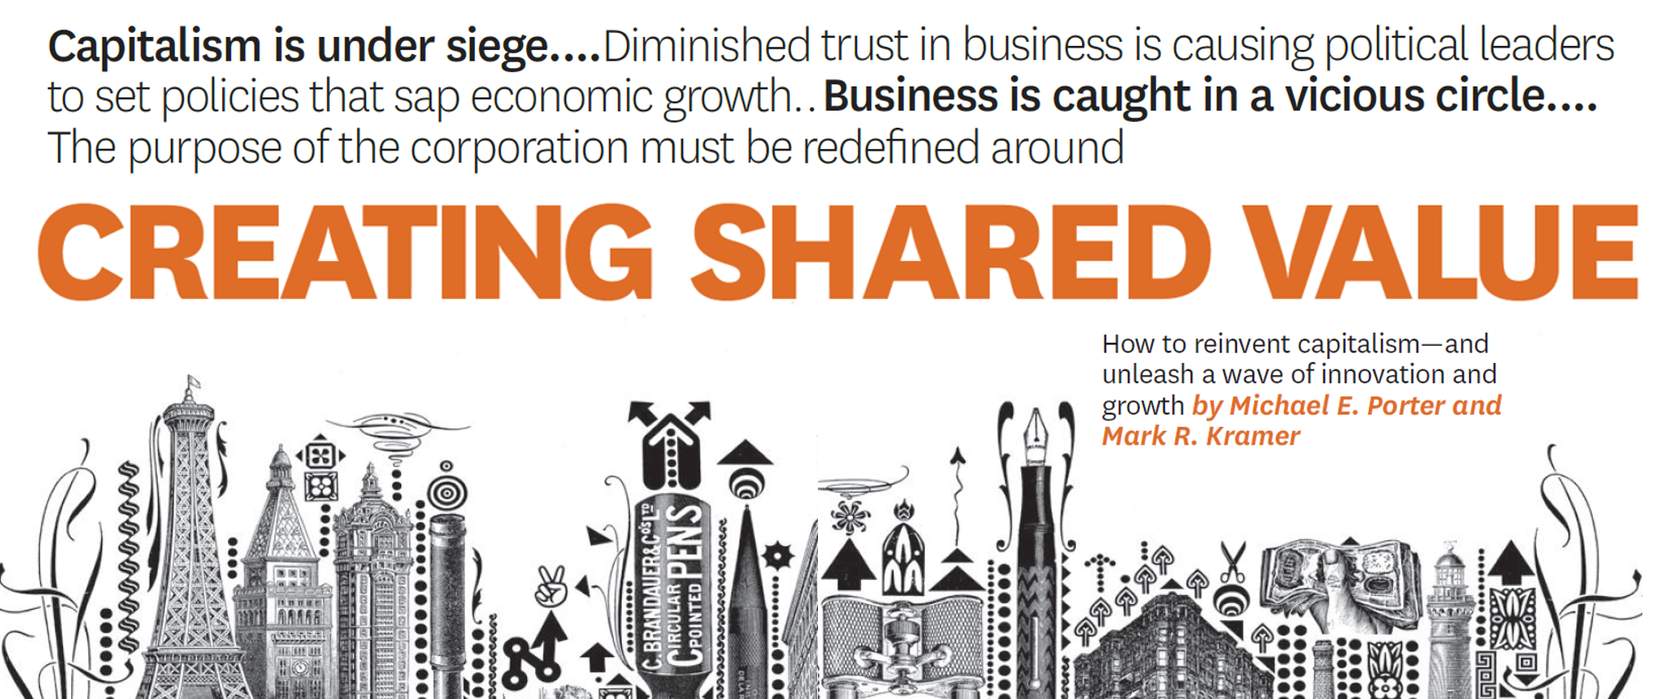 Capitalism is under siege....Diminished trust in business is causing political leaders
to set policies that sap economic growth.. Business is caught in a vicious circle....
The purpose of the corporation must be redefined around
CREATING SHARED VALUE
How to reinvent capitalism—and
unleash a wave of innovation and
growth by Michael E. Porter and
Mark R. Kramer
C. BRANDAUER & Co's LTD
CIRCULAR PENS
POINTED